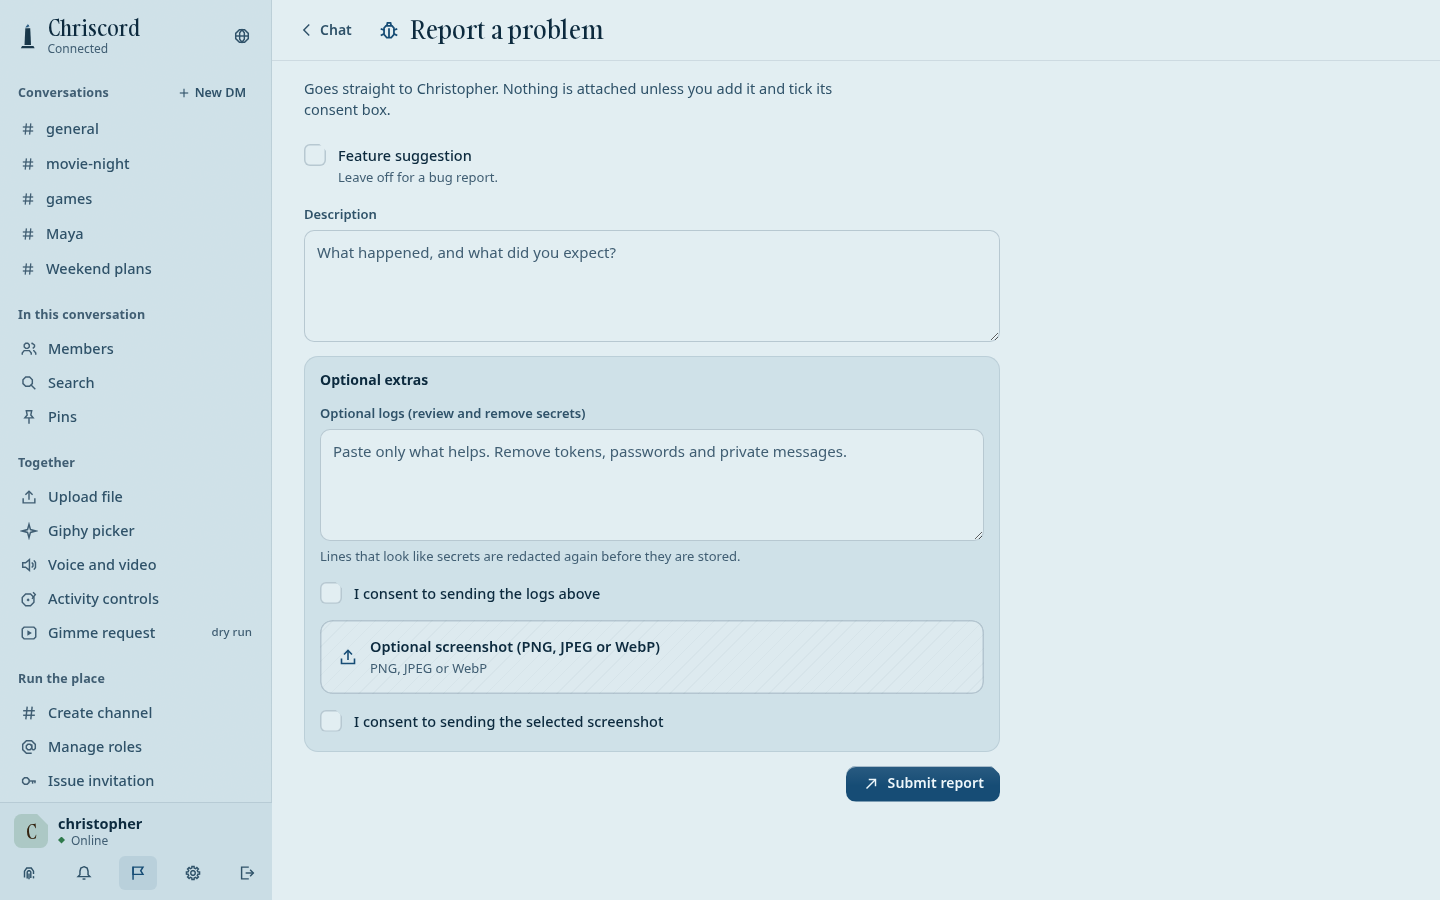 Chriscord
Connected
Conversations
New DM
general
movie-night
games
Maya
Weekend plans
In this conversation
Members
Search
Pins
Together
Upload file
Giphy picker
Voice and video
Activity controls
Gimme request
dry run
Run the place
Create channel
Manage roles
Issue invitation
C
christopher
Online
Chat
Report a problem
Goes straight to Christopher. Nothing is attached unless you add it and tick its
consent box.
Feature suggestion
Leave off for a bug report.
Description
What happened, and what did you expect?
Optional extras
Optional logs (review and remove secrets)
Paste only what helps. Remove tokens, passwords and private messages.
Lines that look like secrets are redacted again before they are stored.
I consent to sending the logs above
Optional screenshot (PNG, JPEG or WebP)
PNG, JPEG or WebP
I consent to sending the selected screenshot
Submit report